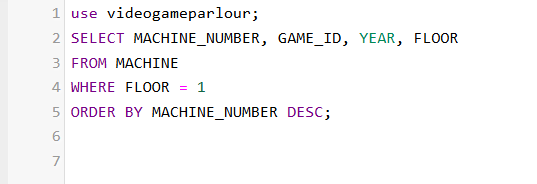 1 use videogameparlour;
2 SELECT MACHINE_NUMBER, GAME_ID, YEAR, FLOOR
3 FROM MACHINE
4 WHERE FLOOR = 1
5 ORDER BY MACHINE_NUMBER DESC;
6
7